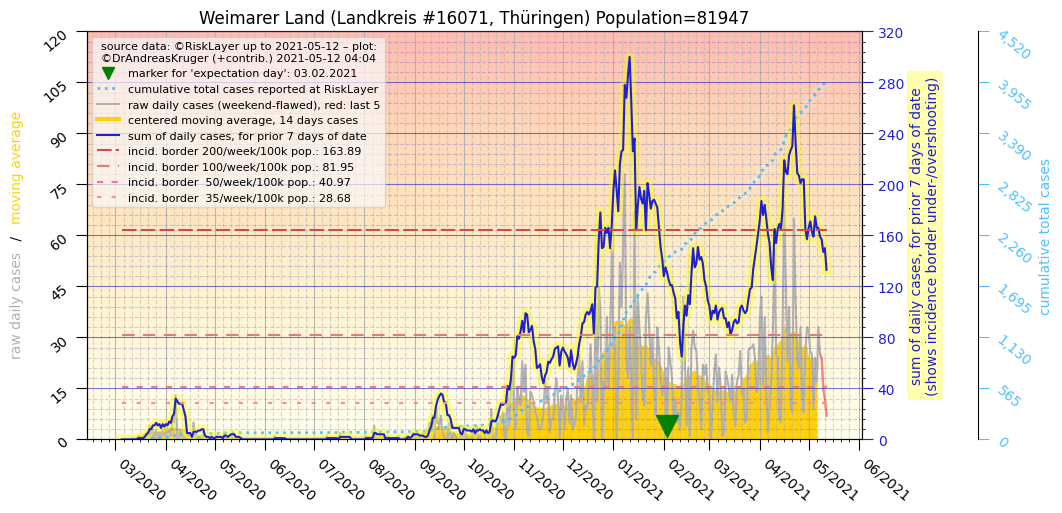 Weimarer Land (Landkreis #16071, Thüringen) Population=81947
source data: ©RiskLayer up to 2021-05-12 – plot:
©DrAndreasKruger (+contrib.) 2021-05-12 04:04
marker for 'expectation day': 03.02.2021
cumulative total cases reported at RiskLayer
raw daily cases (weekend-flawed), red: last 5
centered moving average, 14 days cases
sum of daily cases, for prior 7 days of date
incid. border 200/week/100k pop.: 163.89
incid. border 100/week/100k pop.: 81.95
incid. border  50/week/100k pop.: 40.97
incid. border  35/week/100k pop.: 28.68
raw daily cases / moving average
120
105
90
75
60
45
30
15
0
320
280
240
200
160
120
80
40
0
sum of daily cases, for prior 7 days of date
(shows incidence border under-/overshooting)
4,520
3,955
3,390
2,825
2,260
1,695
1,130
565
0
cumulative total cases
03/2020
04/2020
05/2020
06/2020
07/2020
08/2020
09/2020
10/2020
11/2020
12/2020
01/2021
02/2021
03/2021
04/2021
05/2021
06/2021